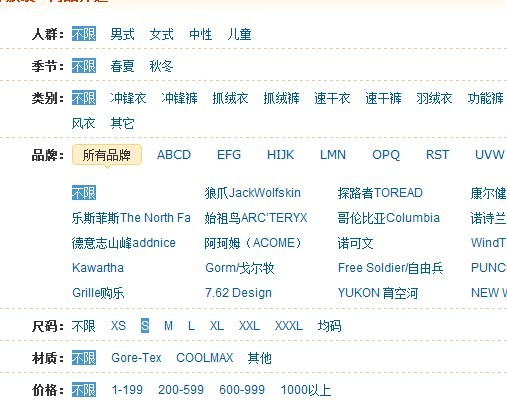 人群: 不限 男式 女式 中性 儿童
季节: 不限 春夏 秋冬
类别: 不限 冲锋衣 冲锋裤 抓绒衣 抓绒裤 速干衣 速干裤 羽绒衣 功能裤
风衣 其它
品牌: 所有品牌 ABCD EFG HIJK LMN OPQ RST UVW
不限 狼爪JackWolfskin 探路者TOREAD 康尔健
乐斯菲斯The North Fa 始祖鸟ARC'TERYX 哥伦比亚Columbia 诺诗兰
德意志山峰addnice 阿珂姆（ACOME） 诺可文 WindT
Kawartha Gorm/戈尔牧 Free Soldier/自由兵 PUNC
Grille购乐 7.62 Design YUKON 育空河 NEW
尺码: 不限 XS S M L XL XXL XXXL 均码
材质: 不限 Gore-Tex COOLMAX 其他
价格: 不限 1-199 200-599 600-999 1000以上